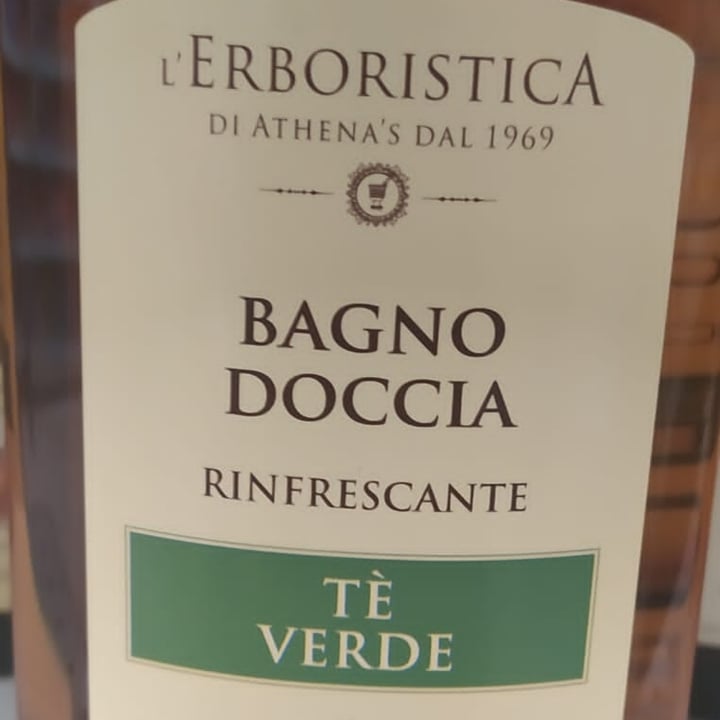 L'ERBORISTICA
DI ATHENA'S DAL 1969
BAGNO
DOCCIA
RINFRESCANTE
TÈ
VERDE